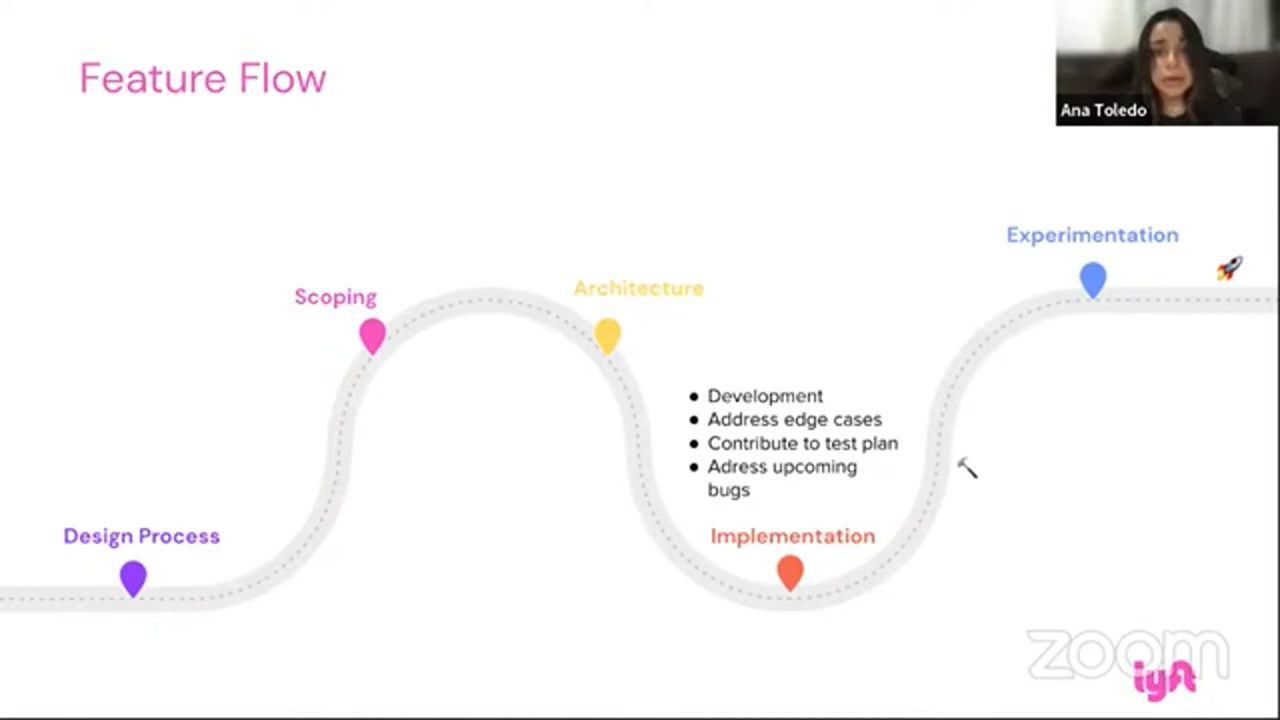 Feature Flow
Ana Toledo
Experimentation
Scoping
Architecture
Development
Address edge cases
Contribute to test plan
Adress upcoming
bugs
Design Process
Implementation
zoom
lyft